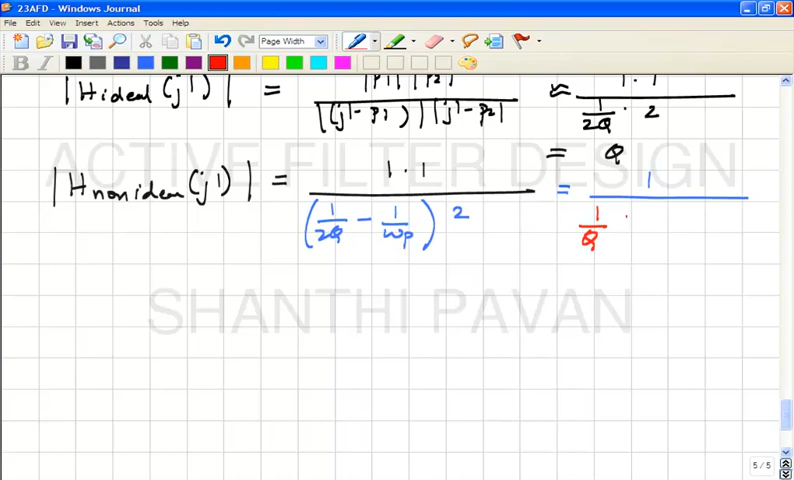 23AFD - Windows Journal
File Edit View Insert Actions Tools Help
Page Width
B I
|Hideal(j1)| = |p1| |p2| / |(j1-p1)||j1-p2| ≈ 1·1 / 1/2Q · 2
= Q
ACTIVE FILTER DESIGN
|Hnonideal(j1)| = 1·1 / (1/2Q - 1/ωp) 2 = 1 / 1/Q ·
SHANTHI PAVAN
5 / 5